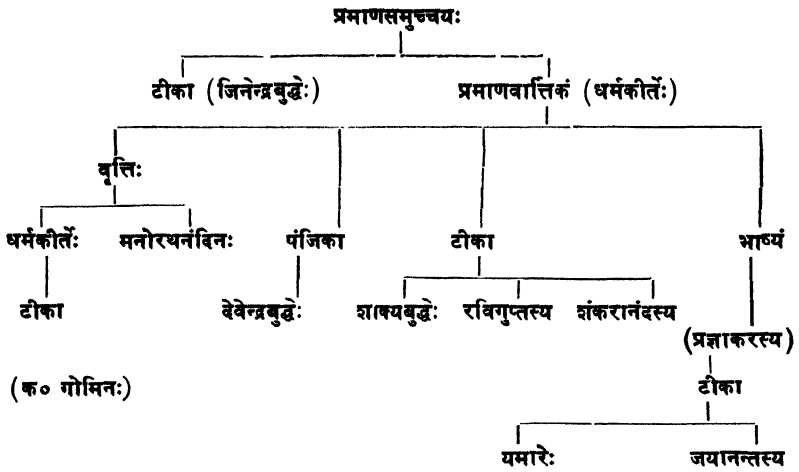 प्रमाणसमुच्चयः
टीका (जिनेन्द्रबुद्धेः) प्रमाणवार्त्तिकं (धर्मकीर्तेः)
वृत्तिः
धर्मकीर्तेः मनोरथनंदिनः पंजिका टीका भाष्यं
टीका देवेन्द्रबुद्धेः शाक्यबुद्धेः रविगुप्तस्य शंकरानंदस्य
(प्रज्ञाकरस्य)
(क० गोमिनः) टीका
यमारेः जयानन्तस्य